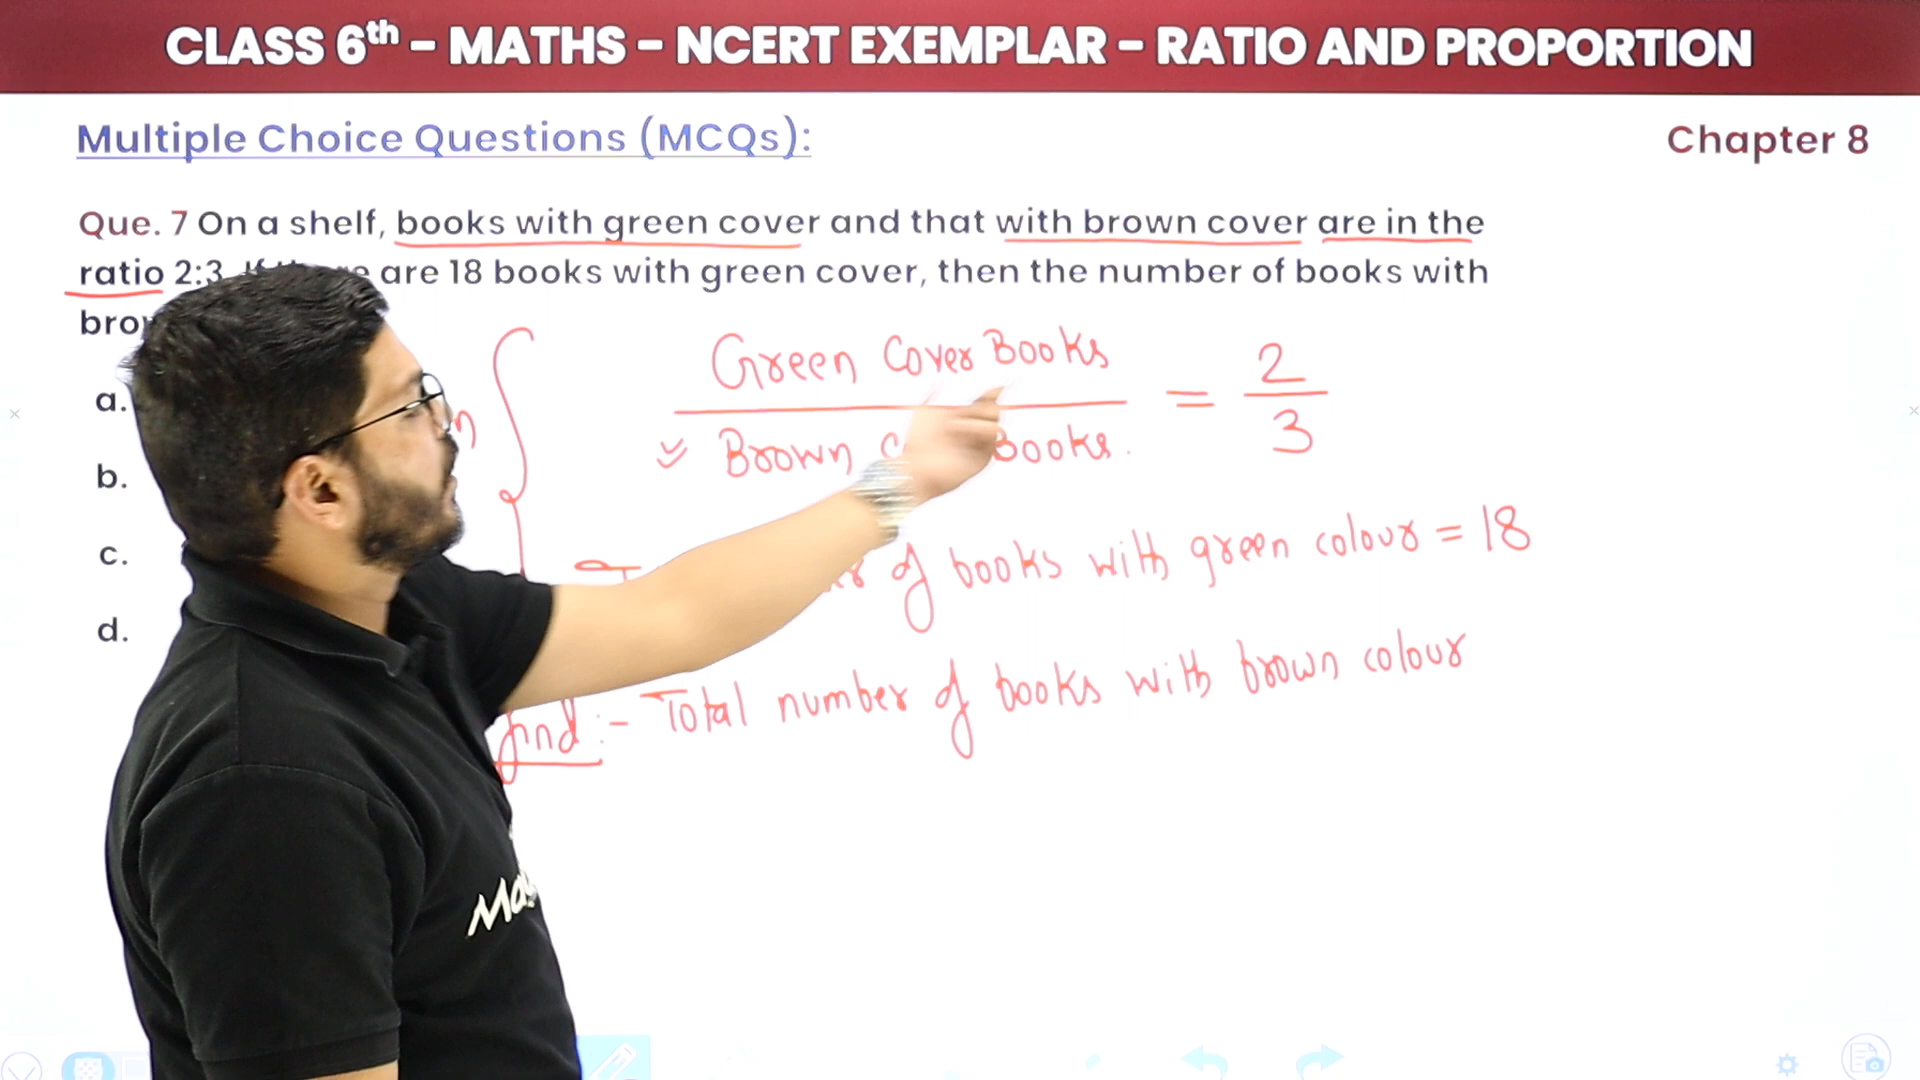 CLASS 6th – MATHS – NCERT EXEMPLAR – RATIO AND PROPORTION
Multiple Choice Questions (MCQs):
Chapter 8
Que. 7 On a shelf, books with green cover and that with brown cover are in the
ratio 2:3. are 18 books with green cover, then the number of books with
a.
b.
c.
d.
Green Cover Books
= 2
3
Brown Books.
of books with green colour = 18
find :- Total number of books with brown colour